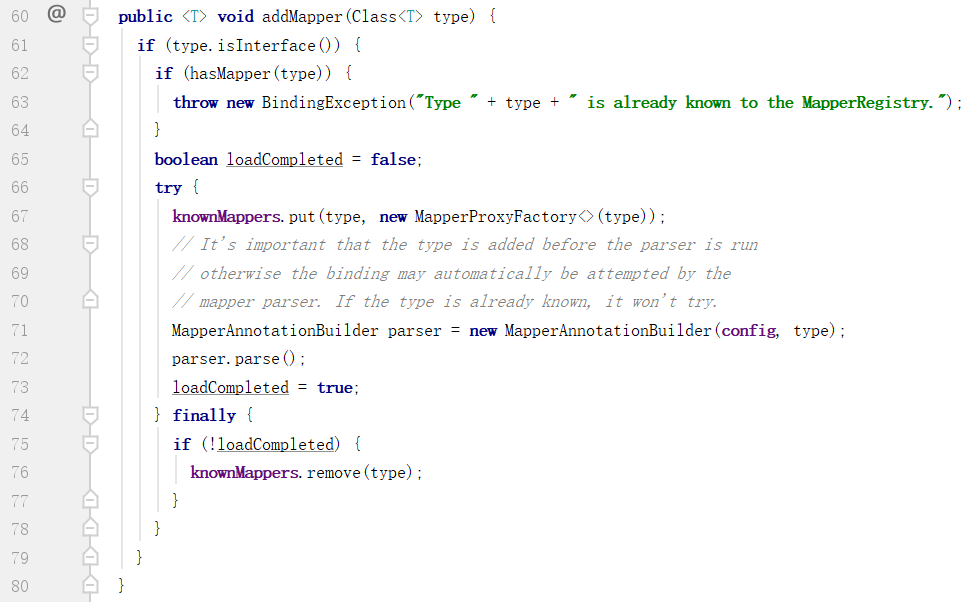 60 @ public <T> void addMapper(Class<T> type) {
61 if (type.isInterface()) {
62 if (hasMapper(type)) {
63 throw new BindingException("Type " + type + " is already known to the MapperRegistry.");
64 }
65 boolean loadCompleted = false;
66 try {
67 knownMappers.put(type, new MapperProxyFactory<>(type));
68 // It's important that the type is added before the parser is run
69 // otherwise the binding may automatically be attempted by the
70 // mapper parser. If the type is already known, it won't try.
71 MapperAnnotationBuilder parser = new MapperAnnotationBuilder(config, type);
72 parser.parse();
73 loadCompleted = true;
74 } finally {
75 if (!loadCompleted) {
76 knownMappers.remove(type);
77 }
78 }
79 }
80 }